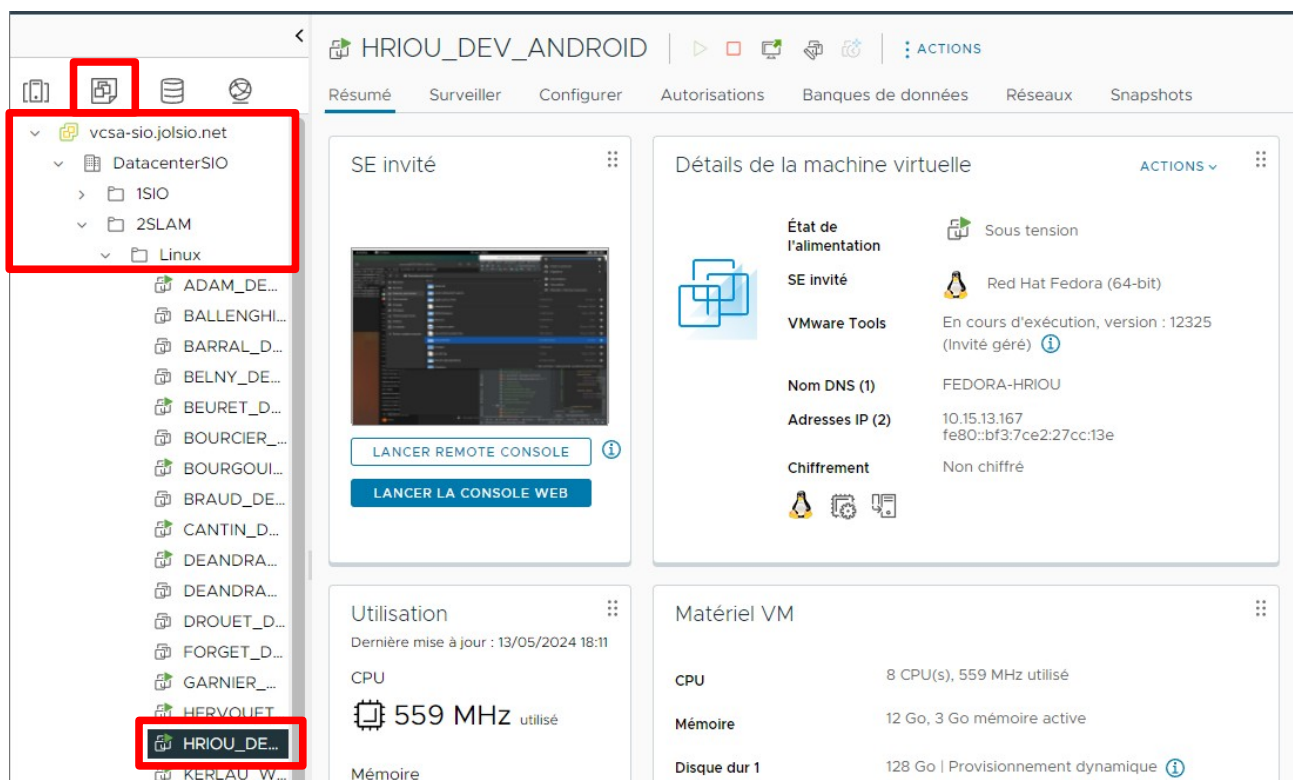 HRIOU_DEV_ANDROID
ACTIONS
Résumé Surveiller Configurer Autorisations Banques de données Réseaux Snapshots
vcsa-sio.jolsio.net
DatacenterSIO
1SIO
2SLAM
Linux
ADAM_DE...
BALLENGHI...
BARRAL_D...
BELNY_DE...
BEURET_D...
BOURCIER_...
BOURGOUI...
BRAUD_DE...
CANTIN_D...
DEANDRA...
DEANDRA...
DROUET_D...
FORGET_D...
GARNIER_...
HERVOUET
HRIOU_DE...
KERLAU_W...
SE invité
LANCER REMOTE CONSOLE
LANCER LA CONSOLE WEB
Détails de la machine virtuelle
ACTIONS
État de
l'alimentation
Sous tension
SE invité
Red Hat Fedora (64-bit)
VMware Tools
En cours d'exécution, version : 12325
(Invité géré)
Nom DNS (1)
FEDORA-HRIOU
Adresses IP (2)
10.15.13.167
fe80::bf3:7ce2:27cc:13e
Chiffrement
Non chiffré
Utilisation
Dernière mise à jour : 13/05/2024 18:11
CPU
559 MHz utilisé
Mémoire
Matériel VM
CPU
8 CPU(s), 559 MHz utilisé
Mémoire
12 Go, 3 Go mémoire active
Disque dur 1
128 Go | Provisionnement dynamique